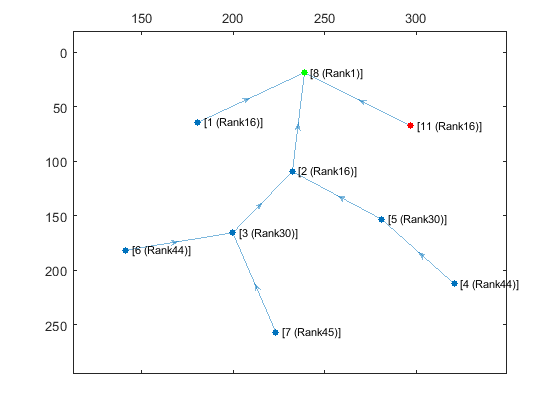 150
200
250
300
0
[8 (Rank1)]
50
[1 (Rank16)]
[11 (Rank16)]
100
[2 (Rank16)]
150
[5 (Rank30)]
[3 (Rank30)]
[6 (Rank44)]
200
[4 (Rank44)]
250
[7 (Rank45)]